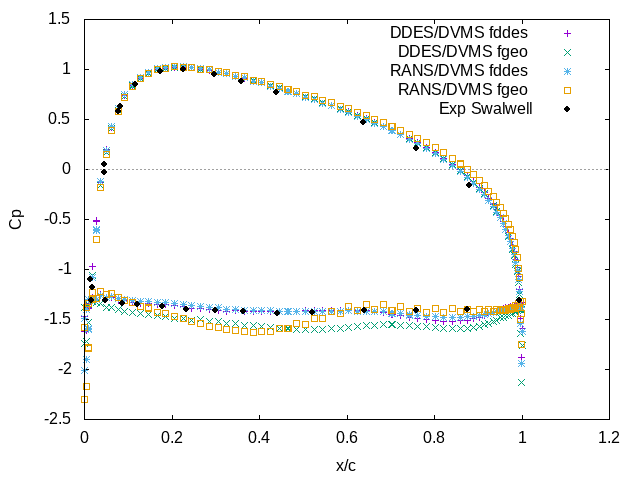 DDES/DVMS fddes
DDES/DVMS fgeo
RANS/DVMS fddes
RANS/DVMS fgeo
Exp Swalwell
1.5
1
0.5
0
-0.5
-1
-1.5
-2
-2.5
Cp
0 0.2 0.4 0.6 0.8 1 1.2
x/c